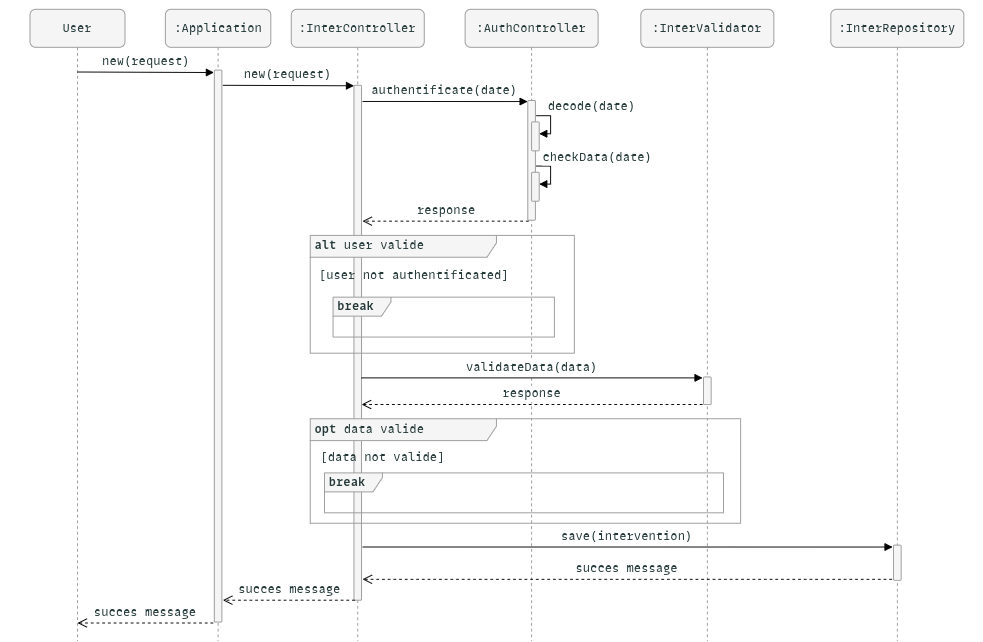 User
:Application
:InterController
:AuthController
:InterValidator
:InterRepository
new(request)
new(request)
authentificate(date)
decode(date)
checkData(date)
response
alt user valide
[user not authentificated]
break
validateData(data)
response
opt data valide
[data not valide]
break
save(intervention)
succes message
succes message
succes message